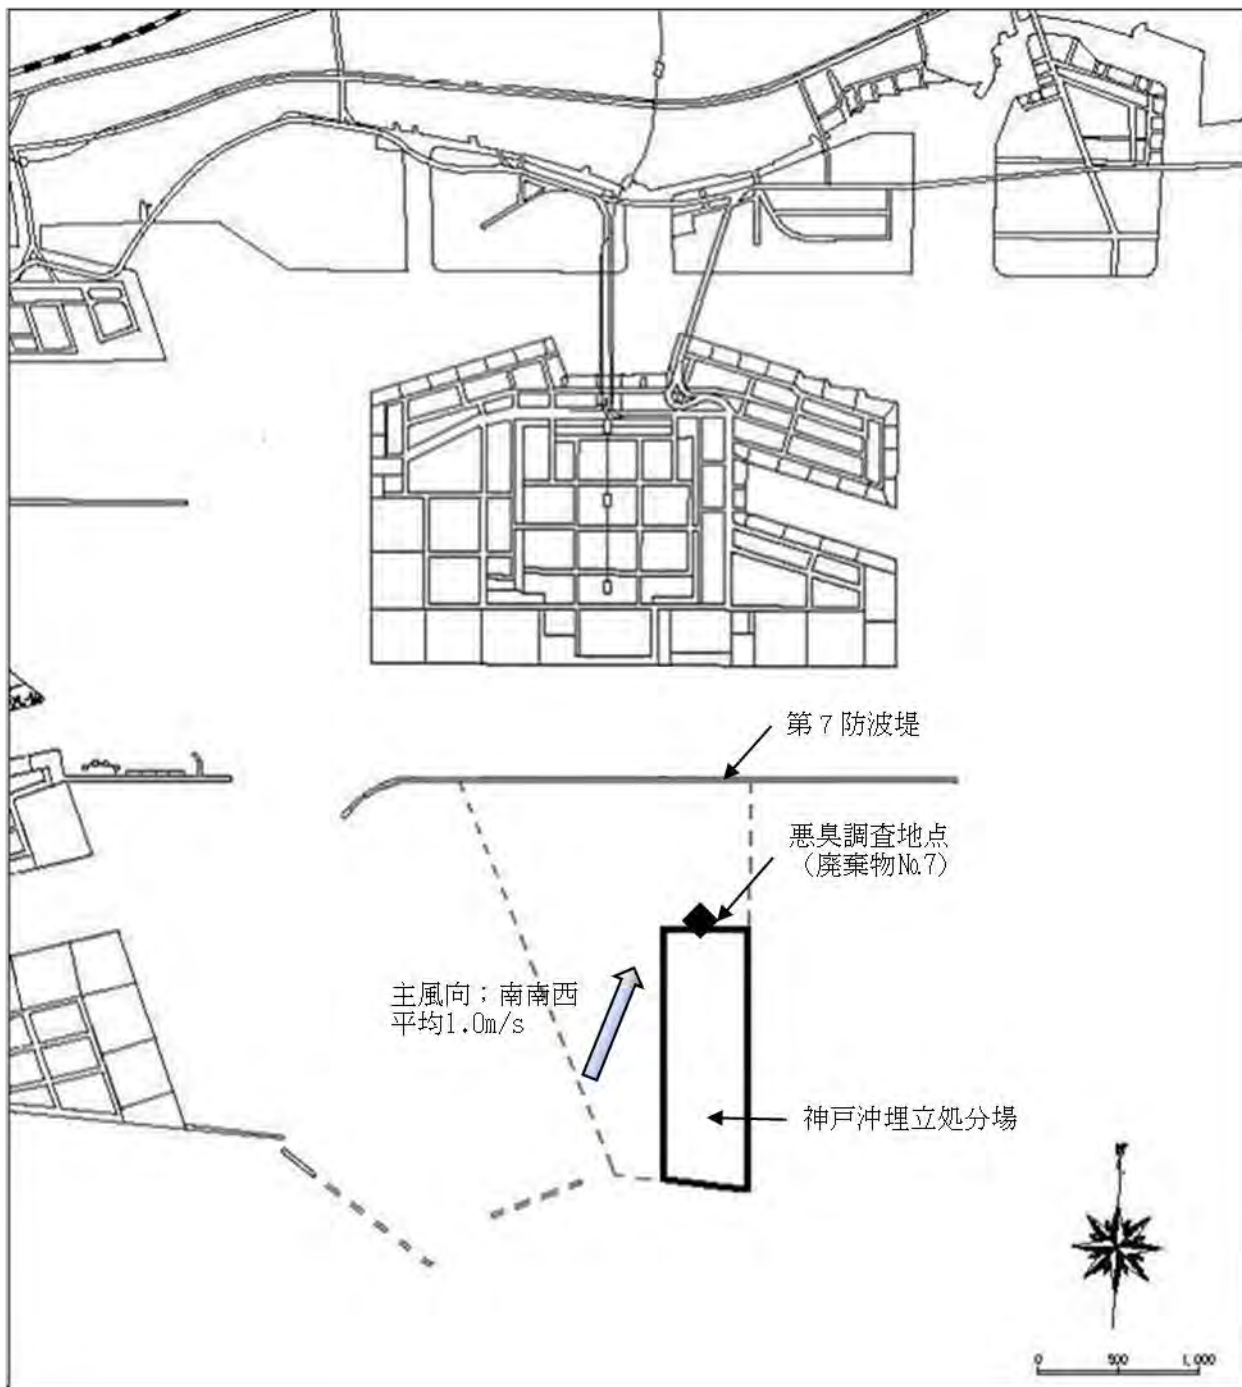 第7防波堤
悪臭調査地点
(廃棄物№7)
主風向；南南西
平均1.0m/s
神戸沖埋立処分場
0 500 1,000